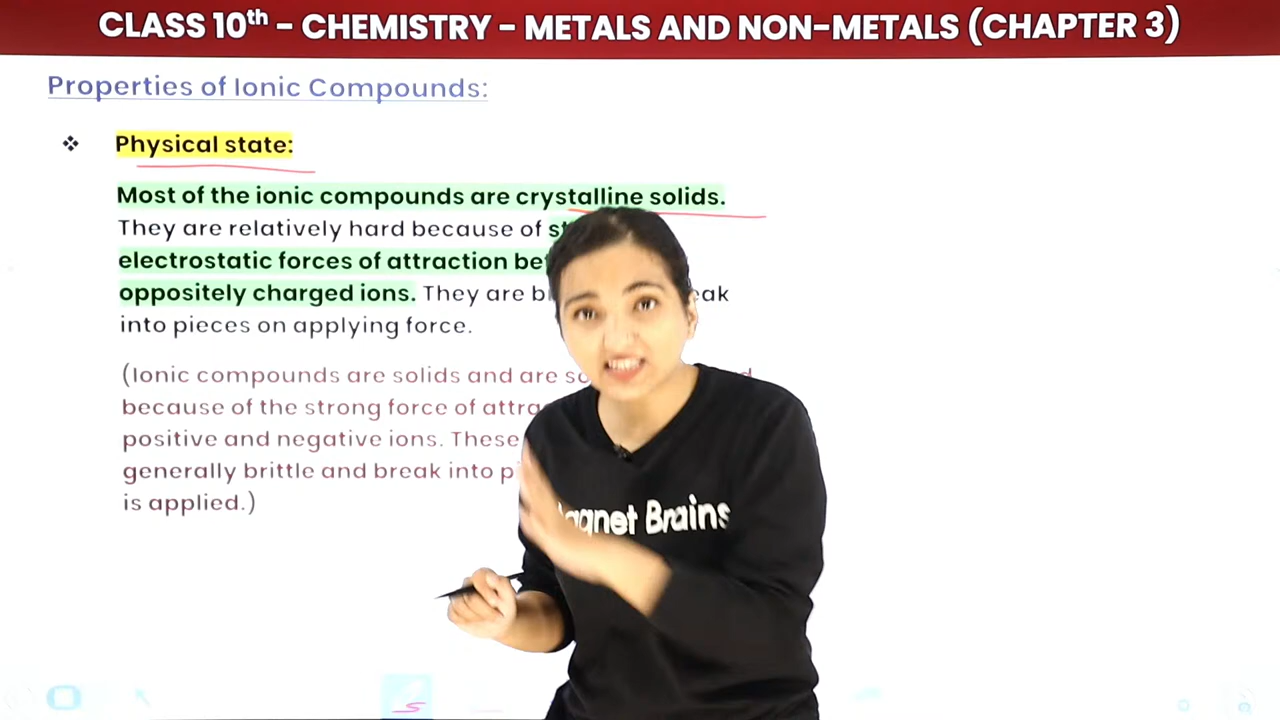 CLASS 10th - CHEMISTRY - METALS AND NON-METALS (CHAPTER 3)
Properties of Ionic Compounds:
❖ Physical state:
Most of the ionic compounds are crystalline solids.
They are relatively hard because of
electrostatic forces of attraction
oppositely charged ions. They are
into pieces on applying force.
(Ionic compounds are solids and are
because of the strong force of
positive and negative ions. These
generally brittle and break into
is applied.)
Brains